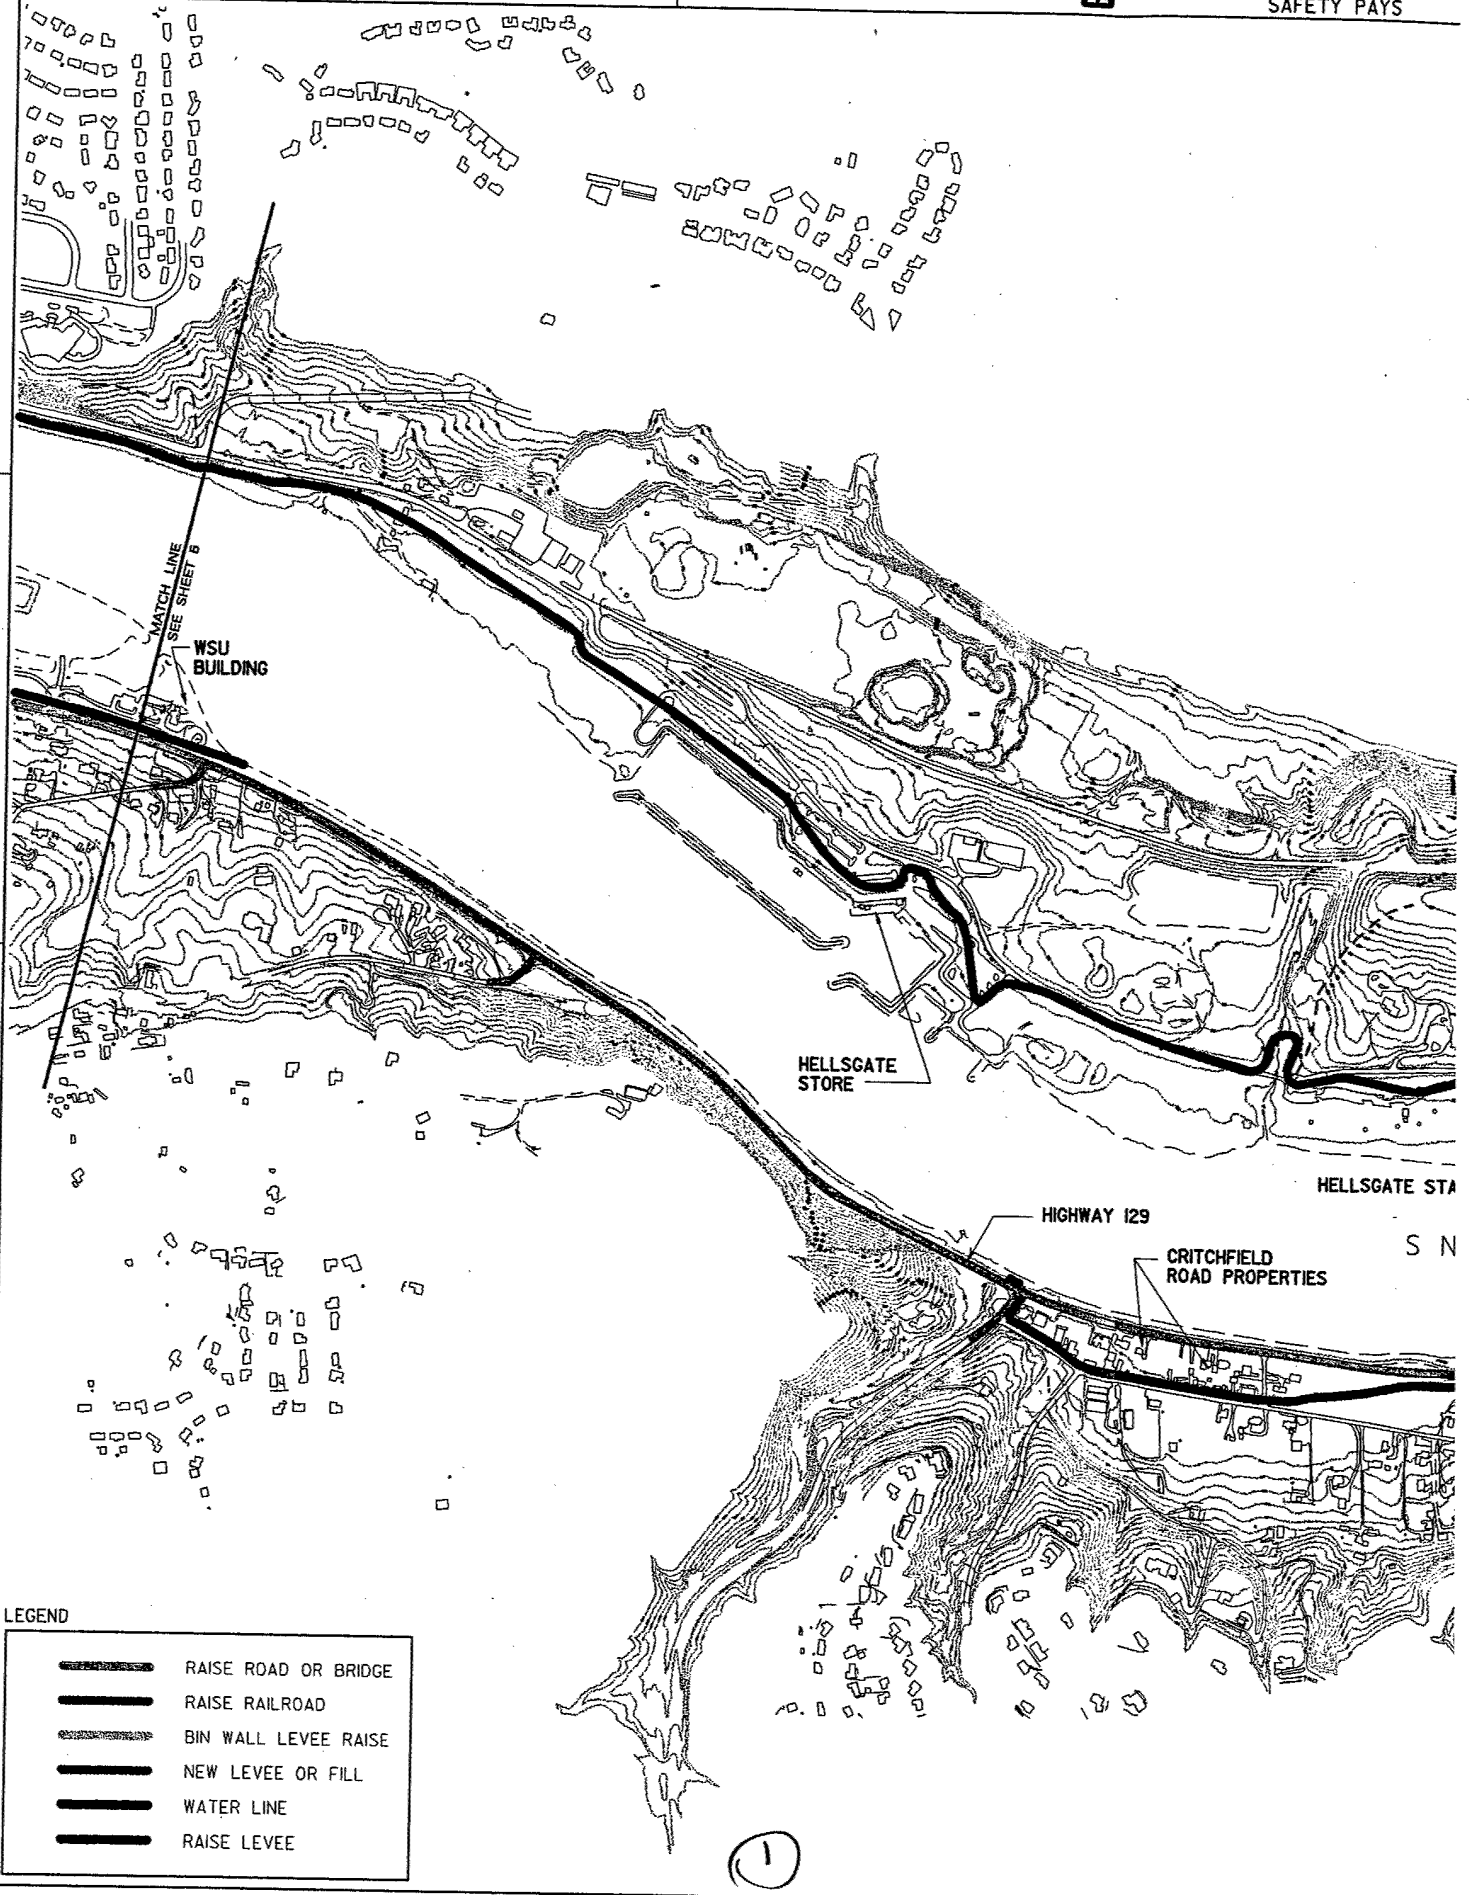 SAFETY PAYS
MATCH LINE
SEE SHEET 6
WSU
BUILDING
HELLSGATE
STORE
HELLSGATE STA
HIGHWAY 129
S N
CRITCHFIELD
ROAD PROPERTIES
LEGEND
RAISE ROAD OR BRIDGE
RAISE RAILROAD
BIN WALL LEVEE RAISE
NEW LEVEE OR FILL
WATER LINE
RAISE LEVEE
1